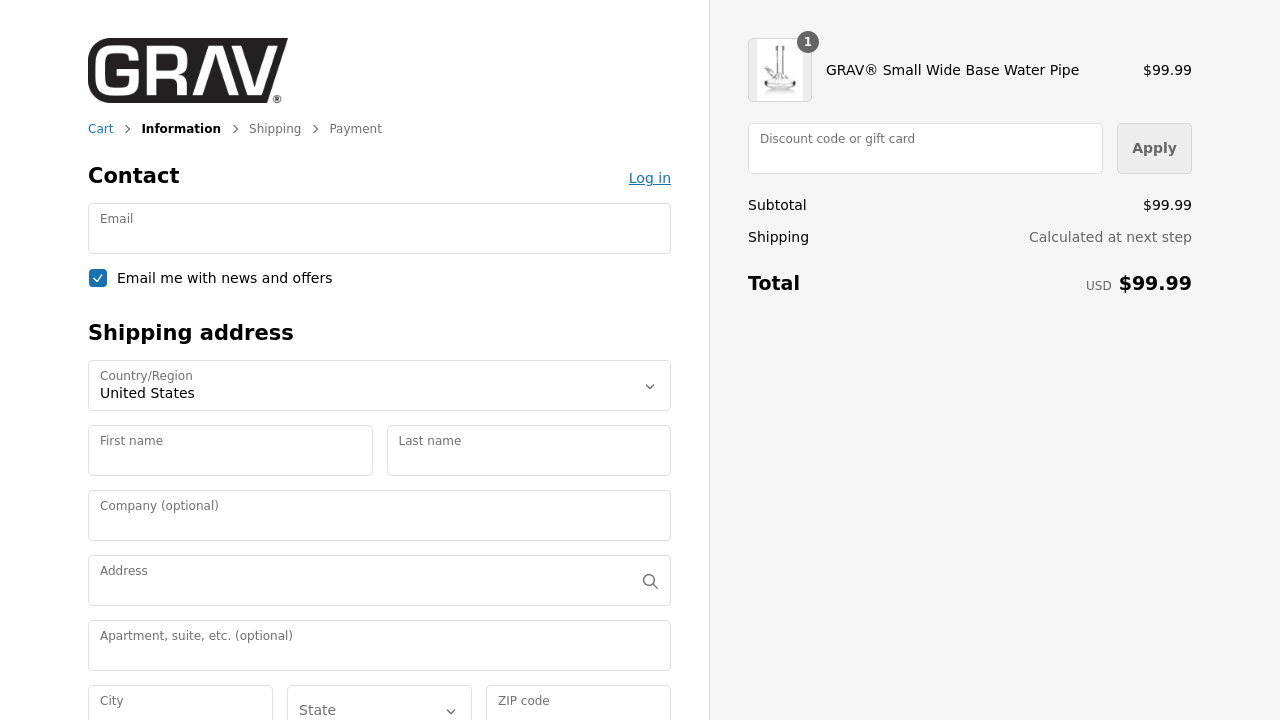 GRAV®
Cart > Information > Shipping > Payment
Contact
Log in
Email
Email me with news and offers
Shipping address
Country/Region
United States
First name
Last name
Company (optional)
Address
Apartment, suite, etc. (optional)
City
State
ZIP code
1
GRAV® Small Wide Base Water Pipe
$99.99
Discount code or gift card
Apply
Subtotal
$99.99
Shipping
Calculated at next step
Total
USD $99.99